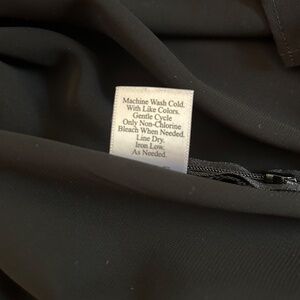 Machine Wash Cold.
With Like Colors.
Gentle Cycle
Only Non-Chlorine
Bleach When Needed.
Line Dry.
Iron Low.
As Needed.